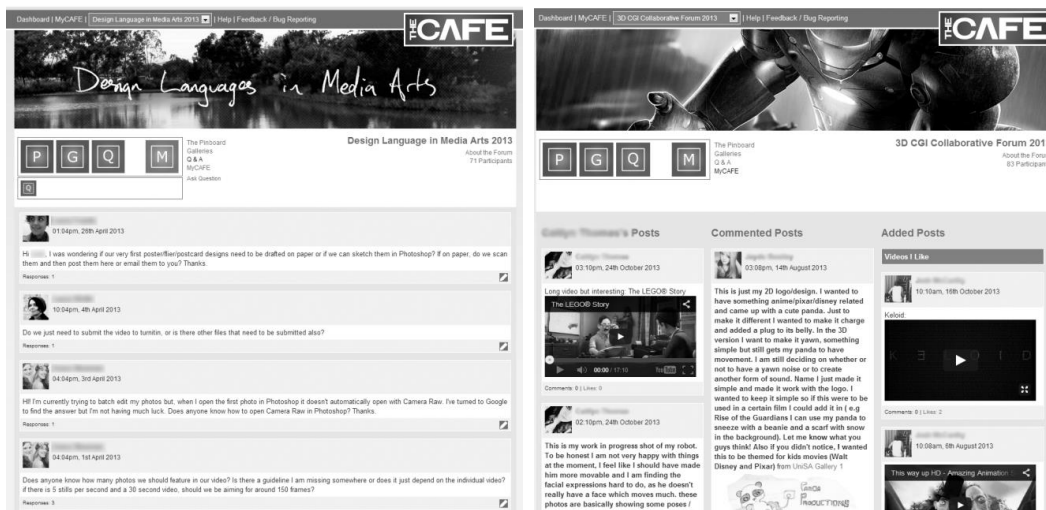 Dashboard | MyCAFE | Design Language in Media Arts 2013 | Help | Feedback / Bug Reporting
THE CAFE
Design Languages in Media Arts
P G Q M
The Pinboard
Galleries
Q & A
MyCAFE
Ask Question
Q
Design Language in Media Arts 2013
About the Forum
71 Participants
01:04pm, 26th April 2013
Hi, I was wondering if our very first poster/flier/postcard designs need to be drafted on paper or if we can sketch them in Photoshop? If on paper, do we scan
them and then post them here or email them to you? Thanks.
Responses: 1
10:04pm, 4th April 2013
Do we just need to submit the video to turnitin, or is there other files that need to be submitted also?
Responses: 1
04:04pm, 3rd April 2013
HI! I'm currently trying to batch edit my photos but, when I open the first photo in Photoshop it doesn't automatically open with Camera Raw. I've turned to Google
to find the answer but I'm not having much luck. Does anyone know how to open Camera Raw in Photoshop? Thanks.
Responses: 1
04:04pm, 1st April 2013
Does anyone know how many photos we should feature in our video? Is there a guideline I am missing somewhere or does it just depend on the individual video?
if there is 5 stills per second and a 30 second video, should we be aiming for around 150 frames?
Responses: 3
Dashboard | MyCAFE | 3D CGI Collaborative Forum 2013 | Help | Feedback / Bug Reporting
THE CAFE
P G Q M
The Pinboard
Galleries
Q & A
MyCAFE
3D CGI Collaborative Forum 201
About the Foru
83 Participan
Posts
03:10pm, 24th October 2013
Long video but interesting: The LEGO® Story
The LEGO® Story
00:00 / 17:10 YouTube
Comments: 0 | Likes: 0
02:10pm, 24th October 2013
This is my work in progress shot of my robot.
To be honest I am not very happy with things
at the moment, I feel like I should have made
him more movable and I am finding the
facial expressions hard to do, as he doesn't
really have a face which moves much. these
photos are basically showing some poses /
Commented Posts
03:08pm, 14th August 2013
This is just my 2D logo/design. I wanted to
have something anime/pixar/disney related
and came up with a cute panda. Just to
make it different I wanted to make it charge
and added a plug to its belly. In the 3D
version I want to make it yawn, something
simple but still gets my panda to have
movement. I am still deciding on whether or
not to have a yawn noise or to create
another form of sound. Name I just made it
simple and made it work with the logo. I
wanted to keep it simple so if this were to be
used in a certain film I could add it in ( e.g
Rise of the Guardians I can use my panda to
sneeze with a beanie and a scarf with snow
in the background). Let me know what you
guys think! Also if you didn't notice, I wanted
this to be themed for kids movies (Walt
Disney and Pixar) from UniSA Gallery 1
PANDA
PRODUCTIONS
Added Posts
Videos I Like
10:10am, 16th October 2013
Keloid:
KELOID
Comments: 0 | Likes: 2
10:08am, 6th August 2013
This way up HD - Amazing Animation